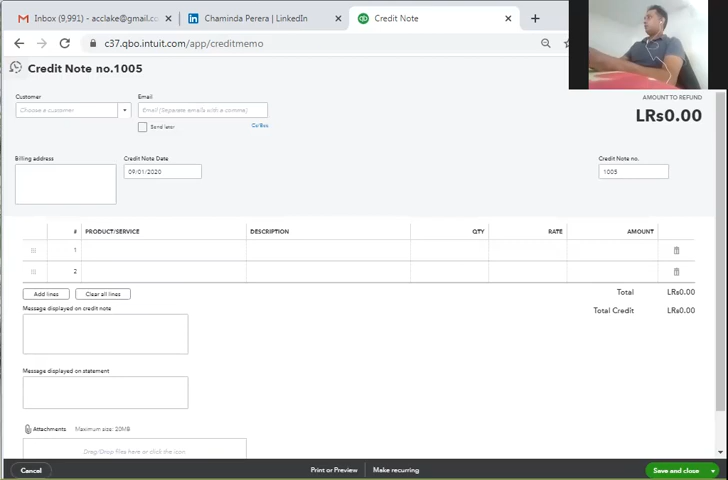 Inbox (9,991) - acclake@gmail.cc
Chaminda Perera | LinkedIn
Credit Note
c37.qbo.intuit.com/app/creditmemo
Credit Note no.1005
Customer
Email
AMOUNT TO REFUND
Choose a customer
Email (Separate emails with a comma)
LRs0.00
Send later
Cc/Bcc
Billing address
Credit Note Date
Credit Note no.
09/01/2020
1005
# PRODUCT/SERVICE DESCRIPTION QTY RATE AMOUNT
1
2
Add lines
Clear all lines
Total LRs0.00
Message displayed on credit note
Total Credit LRs0.00
Message displayed on statement
Attachments Maximum size: 20MB
Drag/Drop files here or click the icon
Cancel
Print or Preview
Make recurring
Save and close